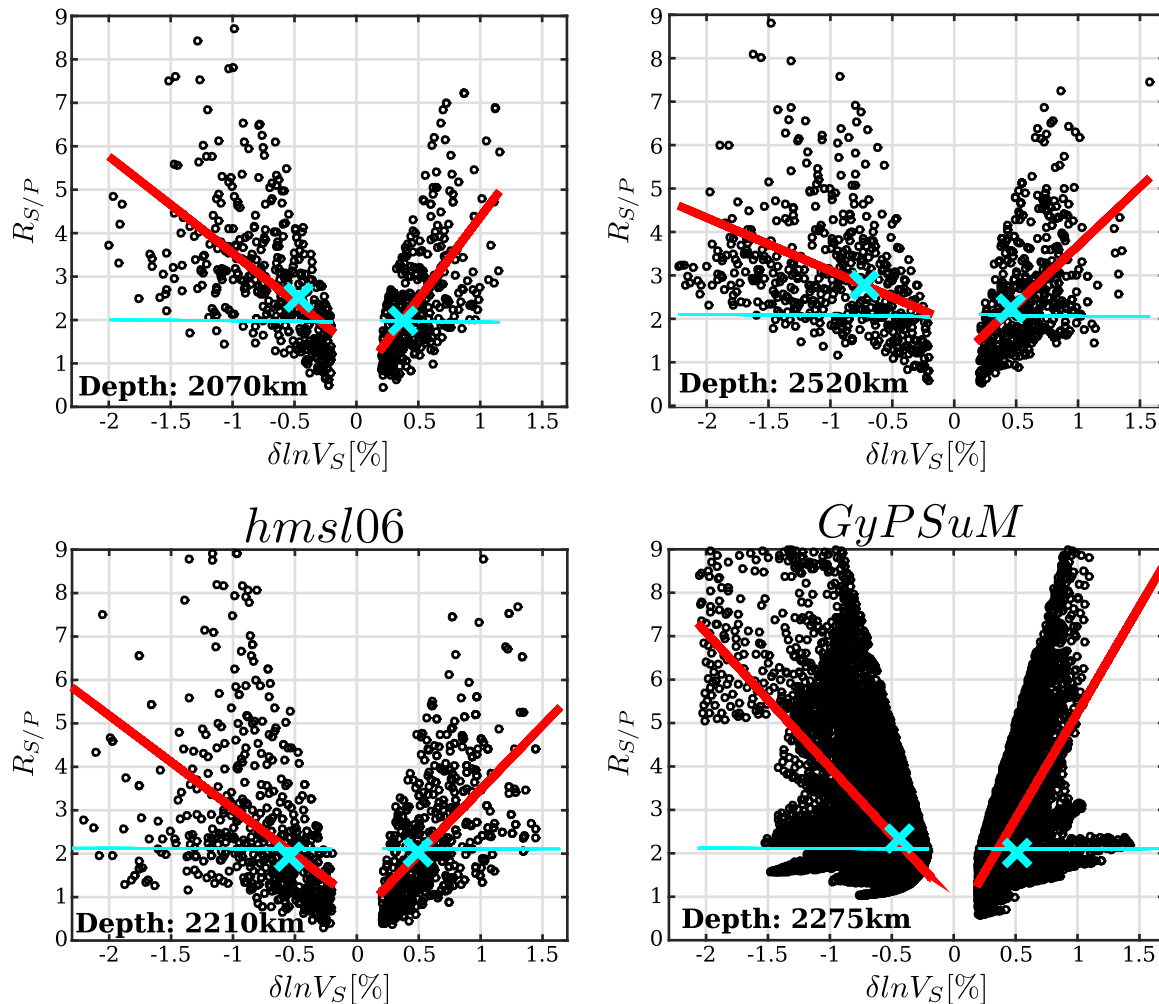 9
8
7
6
5
4
3
2
1
0
R_{S/P}
Depth: 2070km
-2 -1.5 -1 -0.5 0 0.5 1 1.5
δlnV_S[%]
9
8
7
6
5
4
3
2
1
0
R_{S/P}
Depth: 2520km
-2 -1.5 -1 -0.5 0 0.5 1 1.5
δlnV_S[%]
hmsl06
9
8
7
6
5
4
3
2
1
0
R_{S/P}
Depth: 2210km
-2 -1.5 -1 -0.5 0 0.5 1 1.5
δlnV_S[%]
GyPSuM
9
8
7
6
5
4
3
2
1
0
R_{S/P}
Depth: 2275km
-2 -1.5 -1 -0.5 0 0.5 1 1.5
δlnV_S[%]